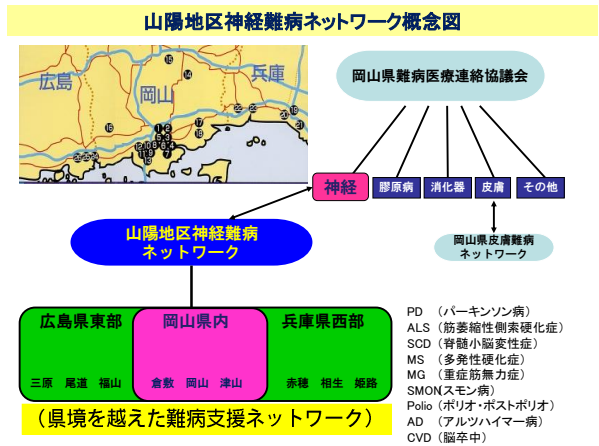 山陽地区神経難病ネットワーク概念図
広島
岡山
兵庫
岡山県難病医療連絡協議会
神経
膠原病
消化器
皮膚
その他
山陽地区神経難病
ネットワーク
岡山県皮膚難病
ネットワーク
広島県東部
岡山県内
兵庫県西部
三原 尾道 福山
倉敷 岡山 津山
赤穂 相生 姫路
（県境を越えた難病支援ネットワーク）
PD （パーキンソン病）
ALS （筋萎縮性側索硬化症）
SCD （脊髄小脳変性症）
MS （多発性硬化症）
MG （重症筋無力症）
SMON(スモン病）
Polio （ポリオ・ポストポリオ）
AD （アルツハイマー病）
CVD （脳卒中）